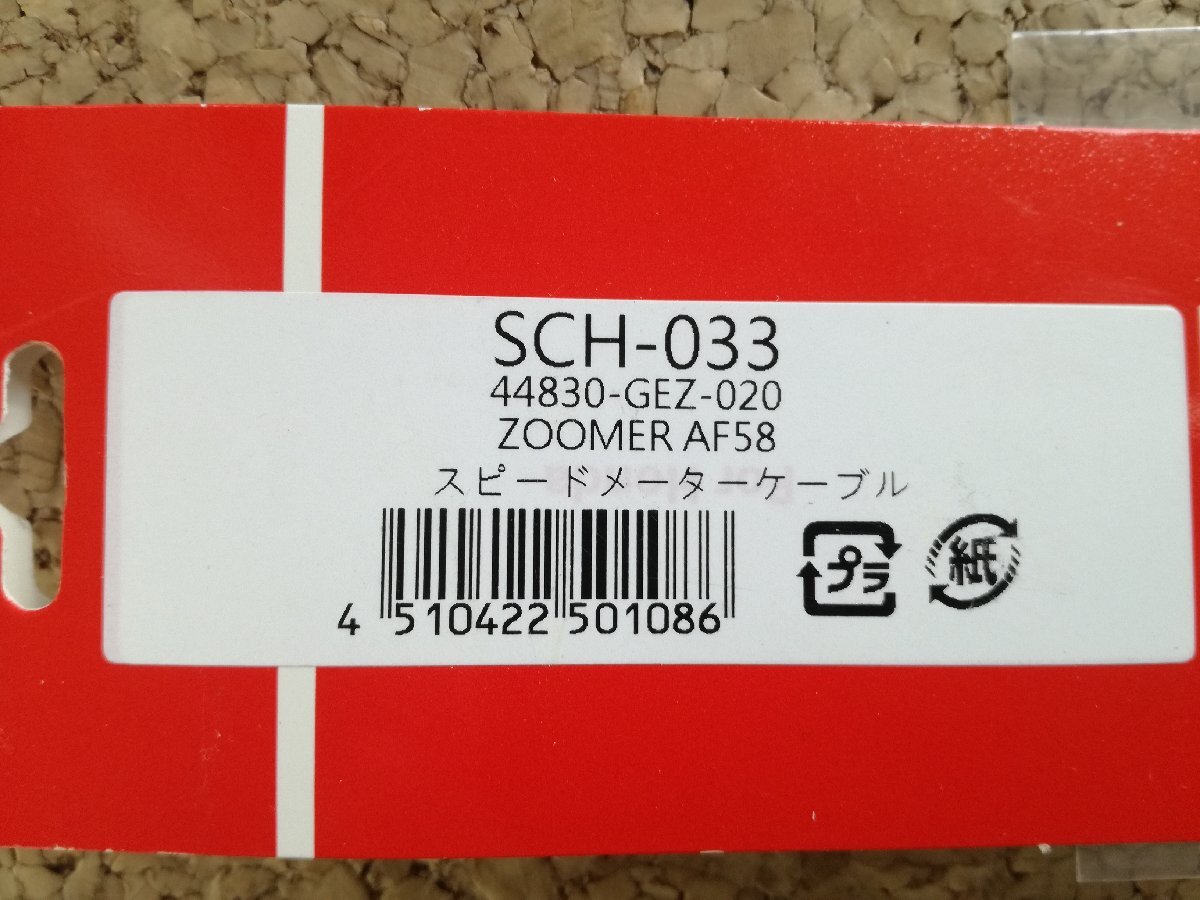 SCH-033
44830-GEZ-020
ZOOMER AF58
スピードメーターケーブル
4 510422 501086
プラ
紙